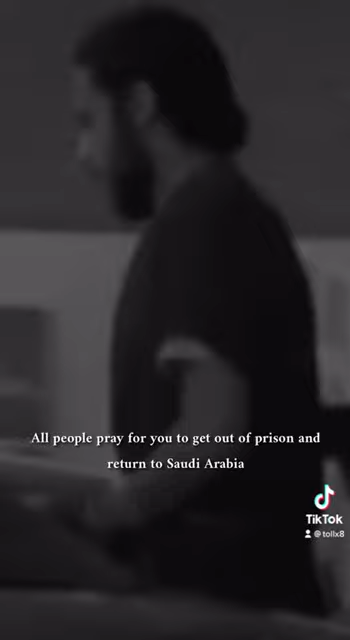 All people pray for you to get out of prison and
return to Saudi Arabia
TikTok
@tollx8